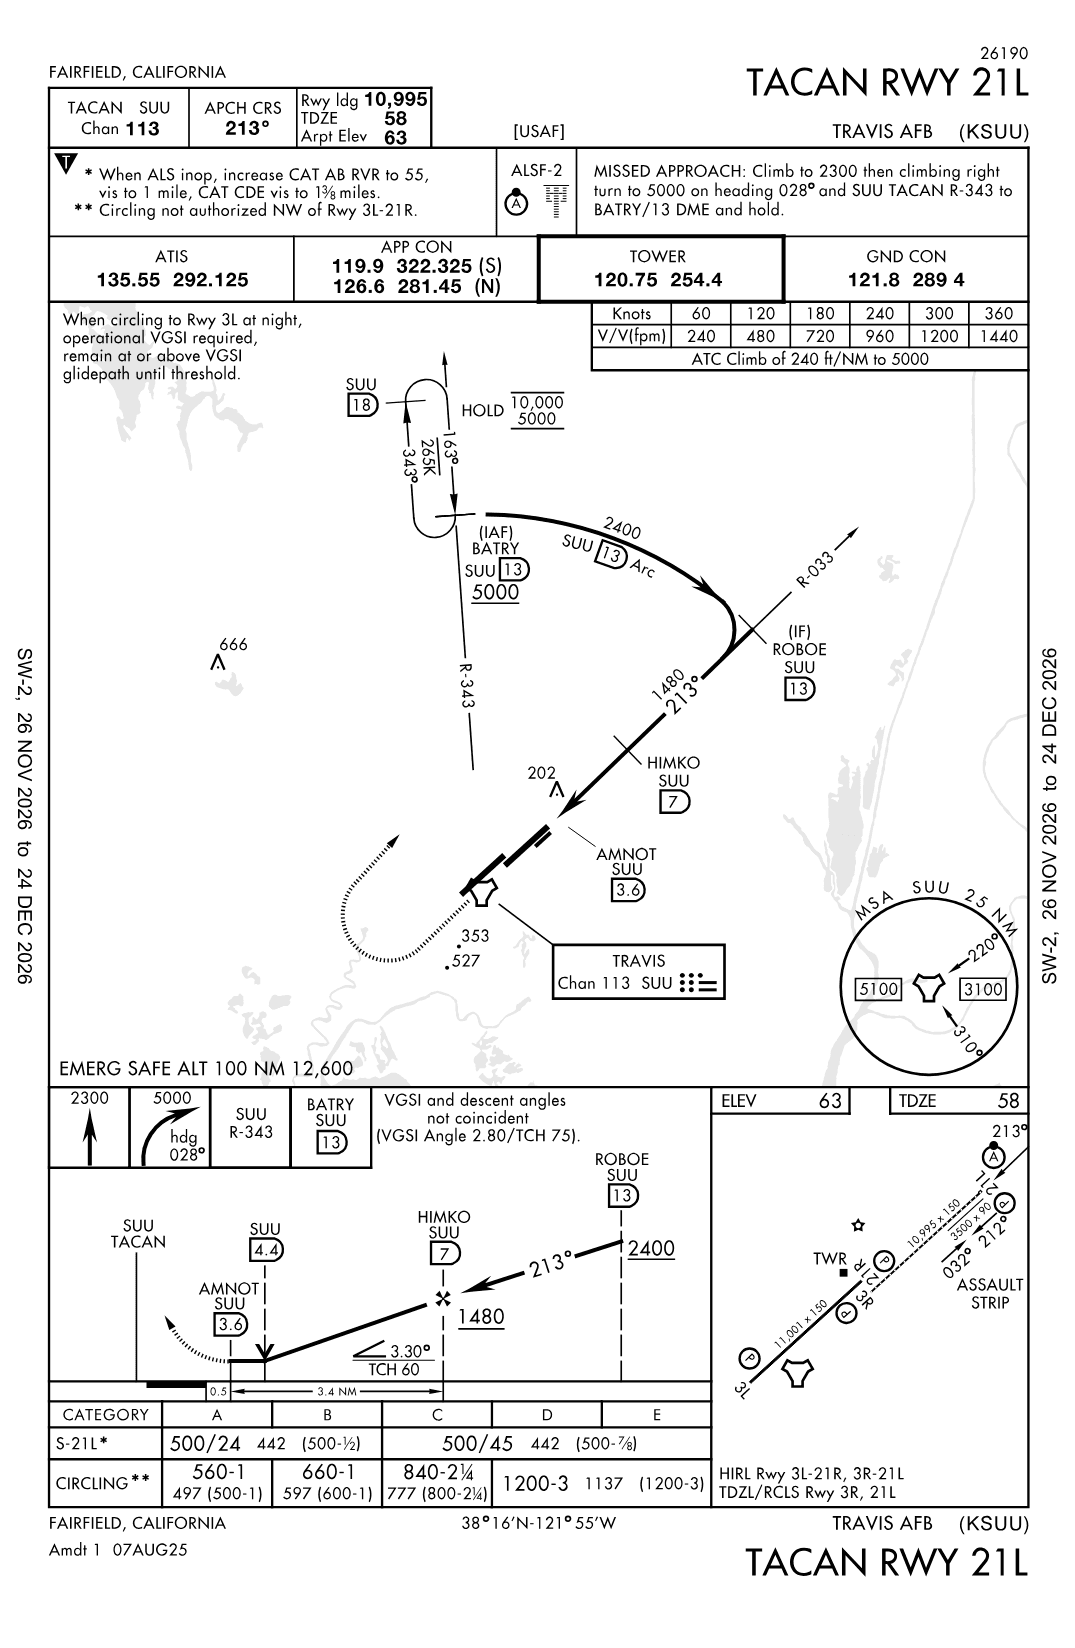 26190
FAIRFIELD, CALIFORNIA
TACAN RWY 21L
TRAVIS AFB (KSUU)
[USAF]
TACAN SUU
Chan 113
APCH CRS
213°
Rwy ldg 10,995
TDZE 58
Arpt Elev 63
T
* When ALS inop, increase CAT AB RVR to 55,
vis to 1 mile, CAT CDE vis to 1⅜ miles.
** Circling not authorized NW of Rwy 3L-21R.
ALSF-2
A
MISSED APPROACH: Climb to 2300 then climbing right
turn to 5000 on heading 028° and SUU TACAN R-343 to
BATRY/13 DME and hold.
ATIS
135.55 292.125
APP CON
119.9 322.325 (S)
126.6 281.45 (N)
TOWER
120.75 254.4
GND CON
121.8 289 4
When circling to Rwy 3L at night,
operational VGSI required,
remain at or above VGSI
glidepath until threshold.
Knots 60 120 180 240 300 360
V/V(fpm) 240 480 720 960 1200 1440
ATC Climb of 240 ft/NM to 5000
SUU
18
HOLD 10,000
5000
343°
265K
163°
(IAF)
BATRY
SUU 13
5000
2400
SUU 13 Arc
R-033
(IF)
ROBOE
SUU
13
666
R-343
1480
213°
HIMKO
SUU
7
202
AMNOT
SUU
3.6
353
527
TRAVIS
Chan 113 SUU
MSA SUU 25 NM
220°
5100
3100
310°
EMERG SAFE ALT 100 NM 12,600
SW-2, 26 NOV 2026 to 24 DEC 2026
SW-2, 26 NOV 2026 to 24 DEC 2026
2300
5000
hdg
028°
SUU
R-343
BATRY
SUU
13
VGSI and descent angles
not coincident
(VGSI Angle 2.80/TCH 75).
SUU
TACAN
AMNOT
SUU
3.6
SUU
4.4
HIMKO
SUU
7
ROBOE
SUU
13
213°
2400
1480
3.30°
TCH 60
0.5
3.4 NM
ELEV 63
TDZE 58
213°
A
21L
P
10,995 x 150
3500 x 90
212°
032°
ASSAULT
STRIP
TWR
P
21R
3R
P
11,001 x 150
P
3L
HIRL Rwy 3L-21R, 3R-21L
TDZL/RCLS Rwy 3R, 21L
CATEGORY A B C D E
S-21L* 500/24 442 (500-½) 500/45 442 (500-⅞)
CIRCLING** 560-1 497 (500-1) 660-1 597 (600-1) 840-2¼ 777 (800-2¼) 1200-3 1137 (1200-3)
FAIRFIELD, CALIFORNIA
38°16'N-121°55'W
TRAVIS AFB (KSUU)
Amdt 1 07AUG25
TACAN RWY 21L